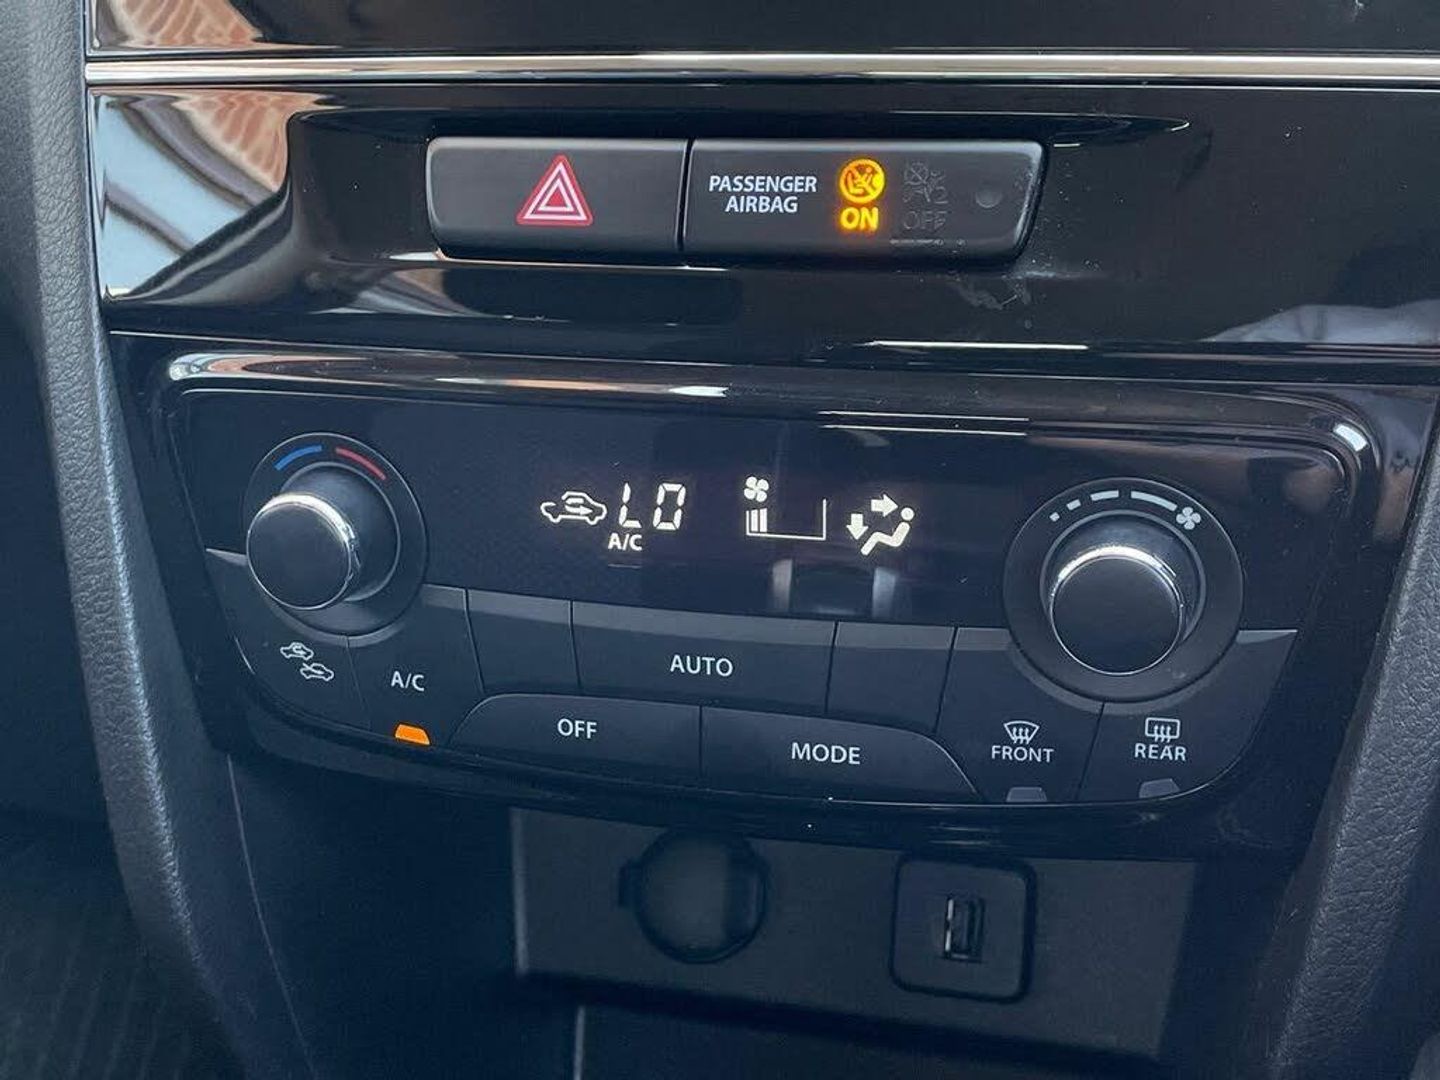 PASSENGER
AIRBAG
ON
OFF
LO
A/C
A/C
AUTO
OFF
MODE
FRONT
REAR